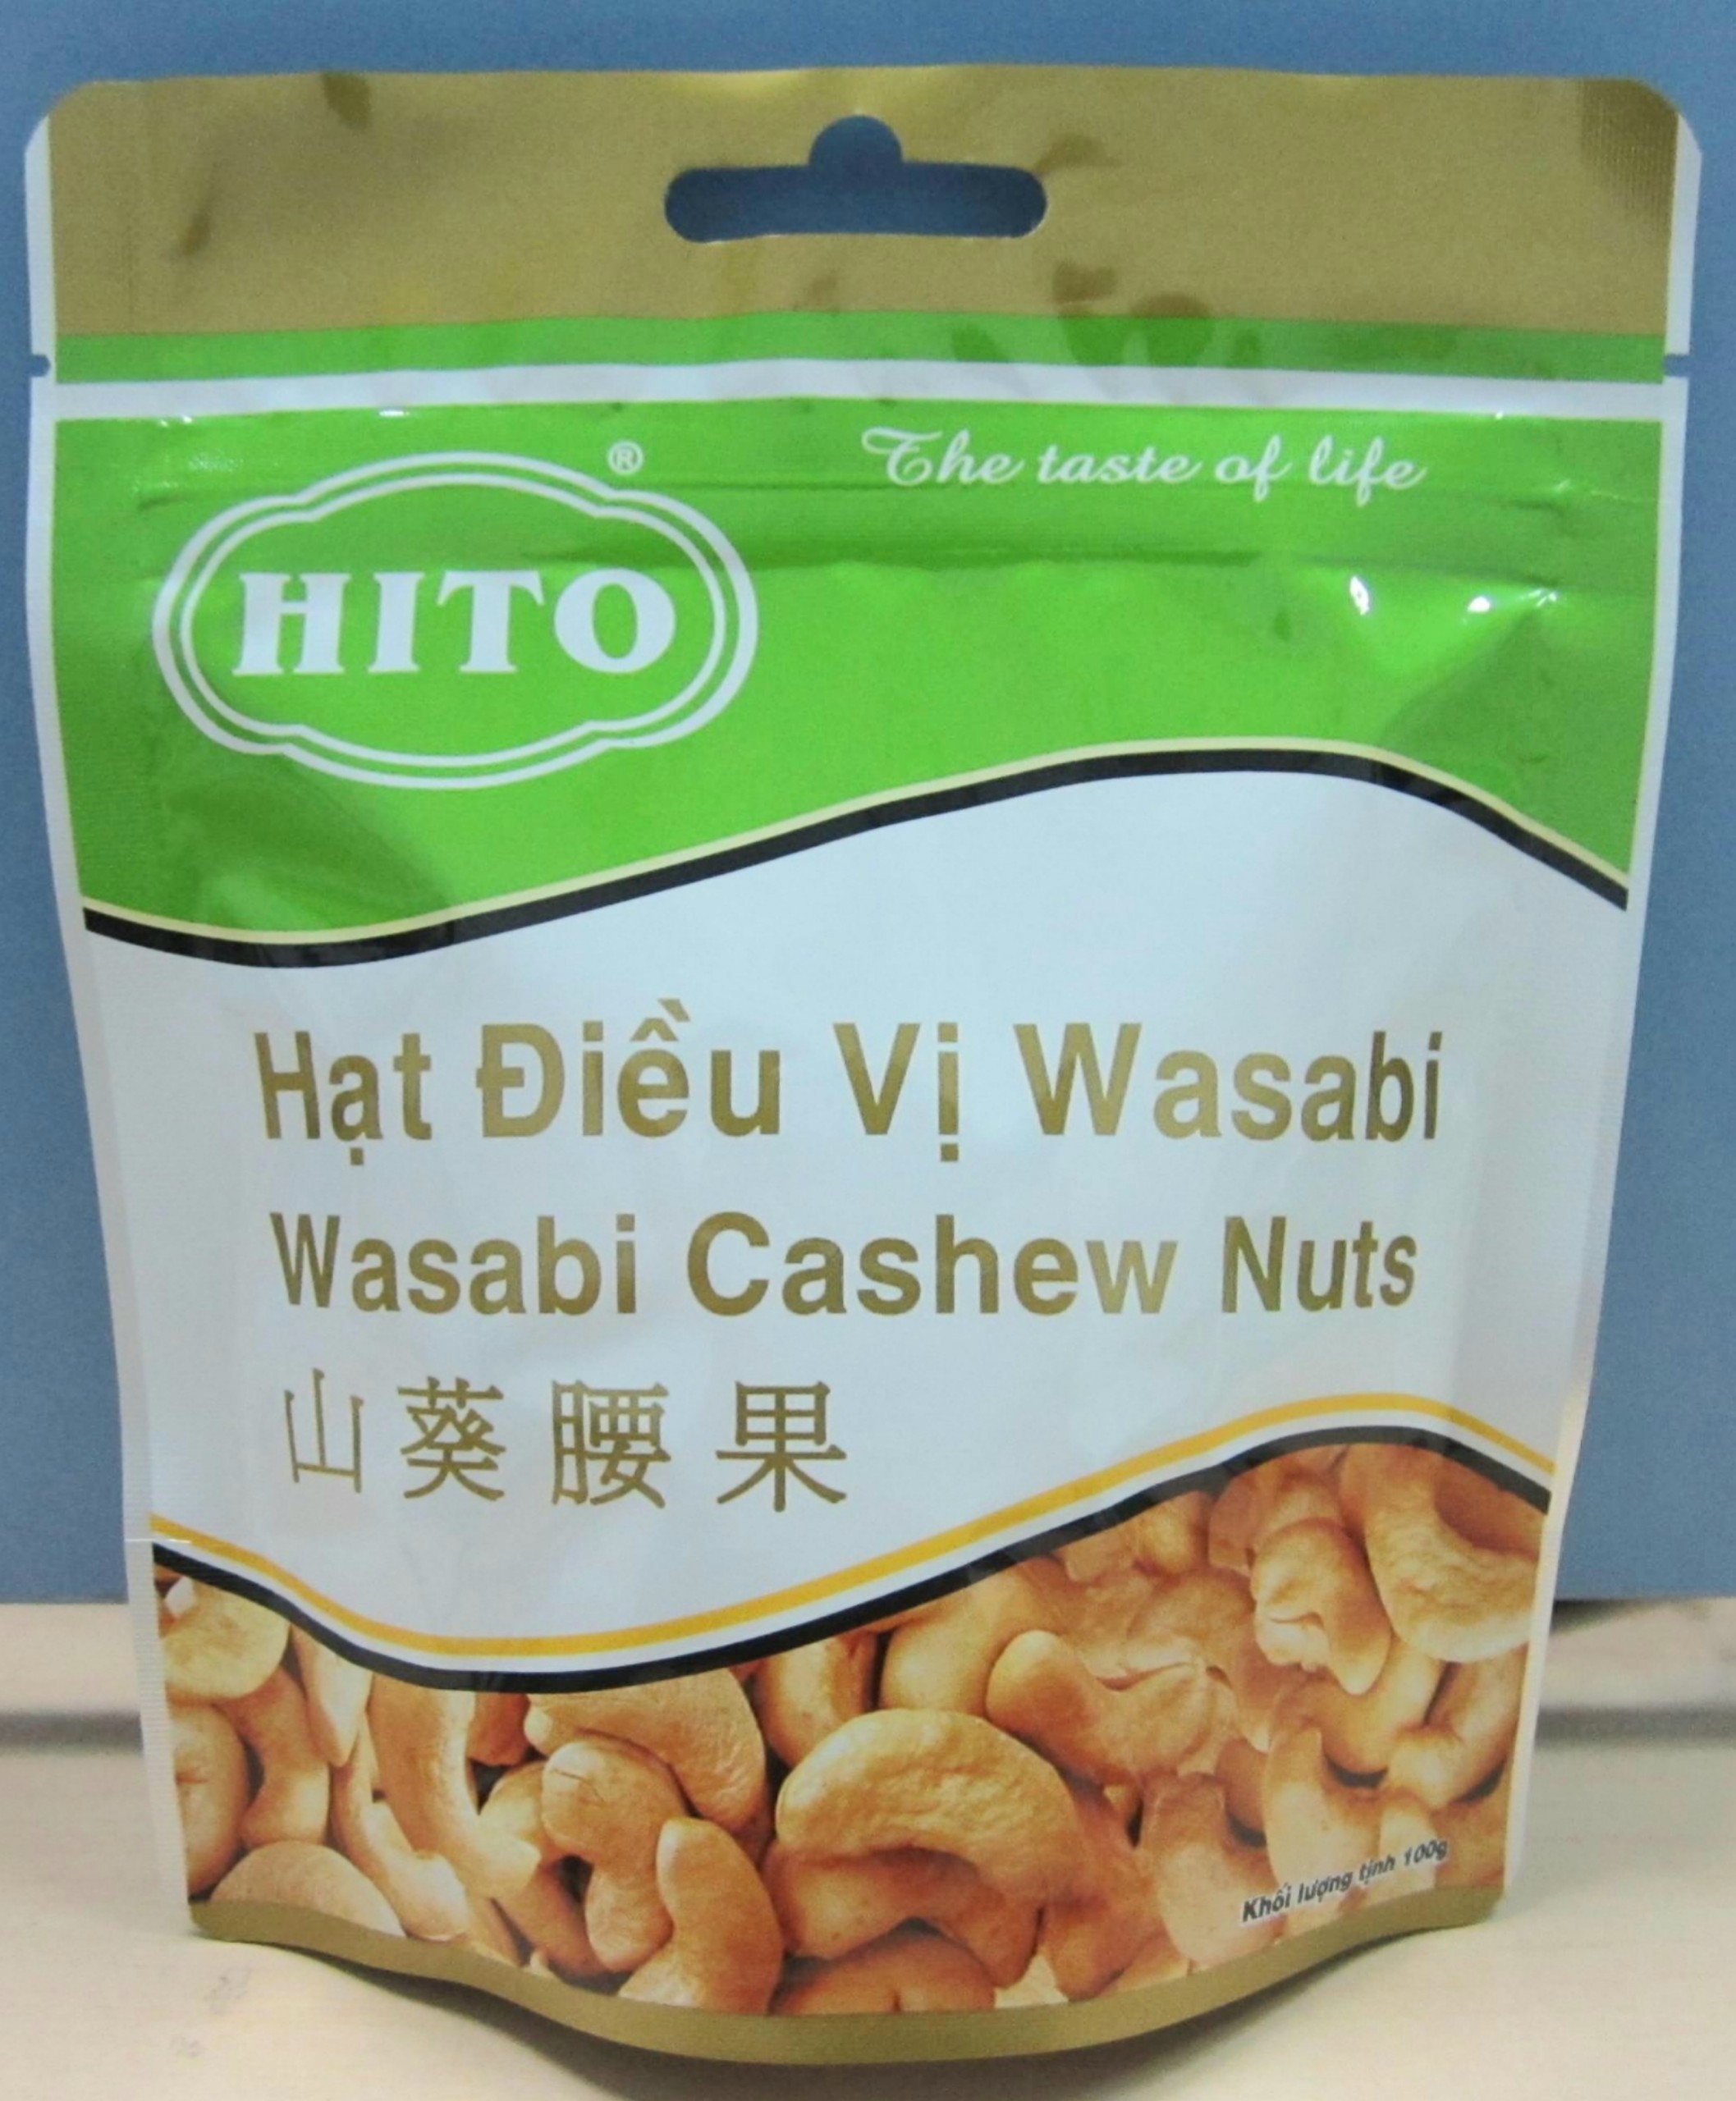 HITO®
The taste of life
Hạt Điều Vị Wasabi
Wasabi Cashew Nuts
山葵腰果
Khối lượng tịnh 100g